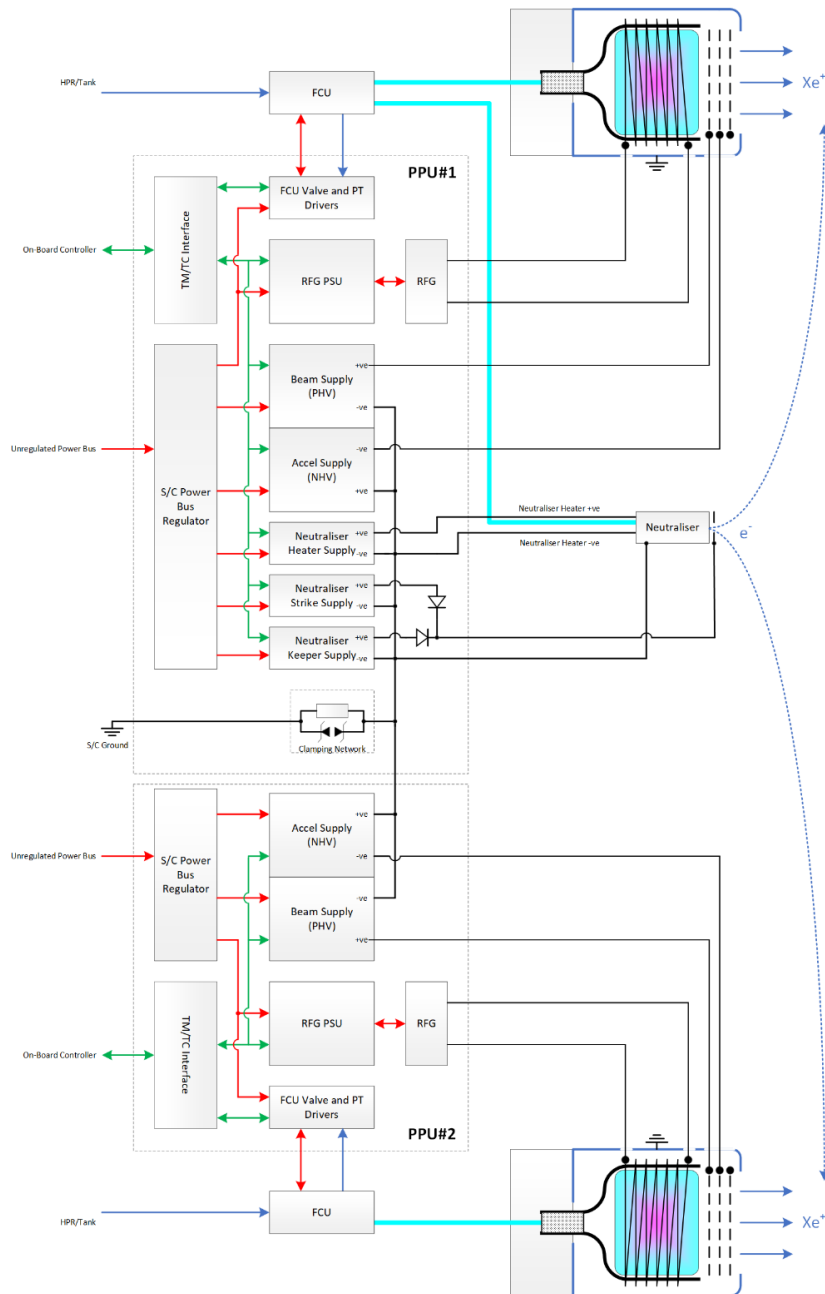 HPR/Tank
FCU
Xe+
PPU#1
FCU Valve and PT
Drivers
TM/TC Interface
On-Board Controller
RFG PSU
RFG
Beam Supply
(PHV)
+ve
-ve
Unregulated Power Bus
S/C Power
Bus
Regulator
Accel Supply
(NHV)
-ve
+ve
Neutraliser Heater +ve
Neutraliser
e-
Neutraliser
Heater Supply
+ve
-ve
Neutraliser Heater -ve
Neutraliser
Strike Supply
+ve
-ve
Neutraliser
Keeper Supply
+ve
-ve
S/C Ground
Clamping Network
Unregulated Power Bus
S/C Power
Bus
Regulator
Accel Supply
(NHV)
+ve
-ve
Beam Supply
(PHV)
-ve
+ve
TM/TC Interface
On-Board Controller
RFG PSU
RFG
FCU Valve and PT
Drivers
PPU#2
HPR/Tank
FCU
Xe+